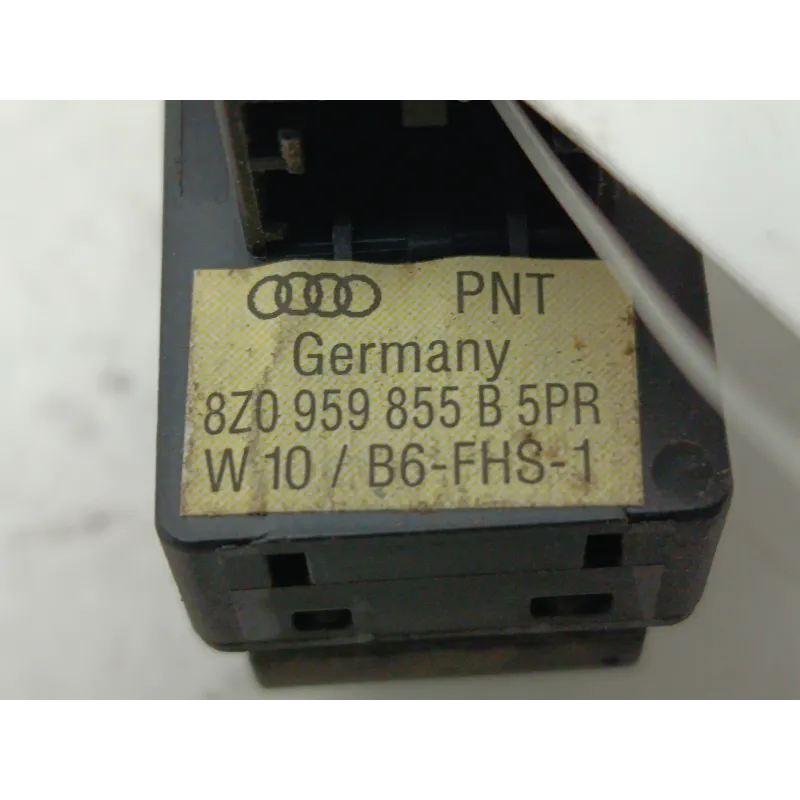 PNT
Germany
8Z0 959 855 B 5PR
W 10 / B6-FHS-1